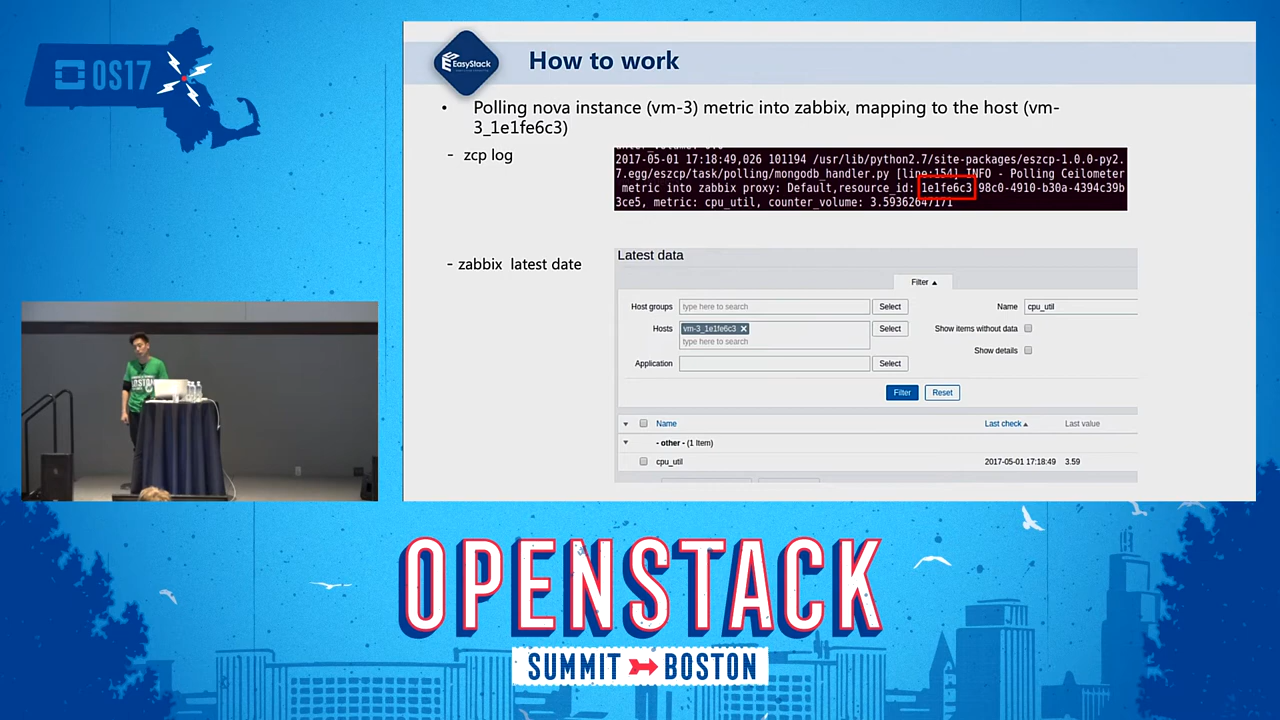 OS17
EasyStack
How to work
• Polling nova instance (vm-3) metric into zabbix, mapping to the host (vm-
3_1e1fe6c3)
- zcp log
2017-05-01 17:18:49,026 101194 /usr/lib/python2.7/site-packages/eszcp-1.0.0-py2.
7.egg/eszcp/task/polling/mongodb_handler.py [line:154] INFO - Polling Ceilometer
metric into zabbix proxy: Default,resource_id: 1e1fe6c3 98c0-4910-b30a-4394c39b
3ce5, metric: cpu_util, counter_volume: 3.59362647171
- zabbix latest date
Latest data
Filter ▲
Host groups type here to search Select Name cpu_util
Hosts vm-3_1e1fe6c3 ✕ Select Show items without data
type here to search
Show details
Application Select
Filter Reset
Name Last check ▲ Last value
- other - (1 Item)
cpu_util 2017-05-01 17:18:49 3.59
BOSTON
OPENSTACK
SUMMIT BOSTON